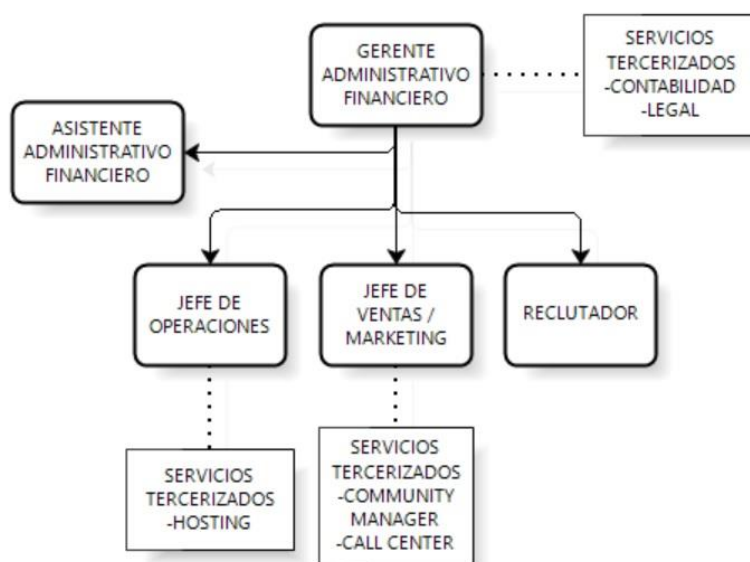 GERENTE
ADMINISTRATIVO
FINANCIERO
SERVICIOS
TERCERIZADOS
-CONTABILIDAD
-LEGAL
ASISTENTE
ADMINISTRATIVO
FINANCIERO
JEFE DE
OPERACIONES
JEFE DE
VENTAS /
MARKETING
RECLUTADOR
SERVICIOS
TERCERIZADOS
-HOSTING
SERVICIOS
TERCERIZADOS
-COMMUNITY
MANAGER
-CALL CENTER